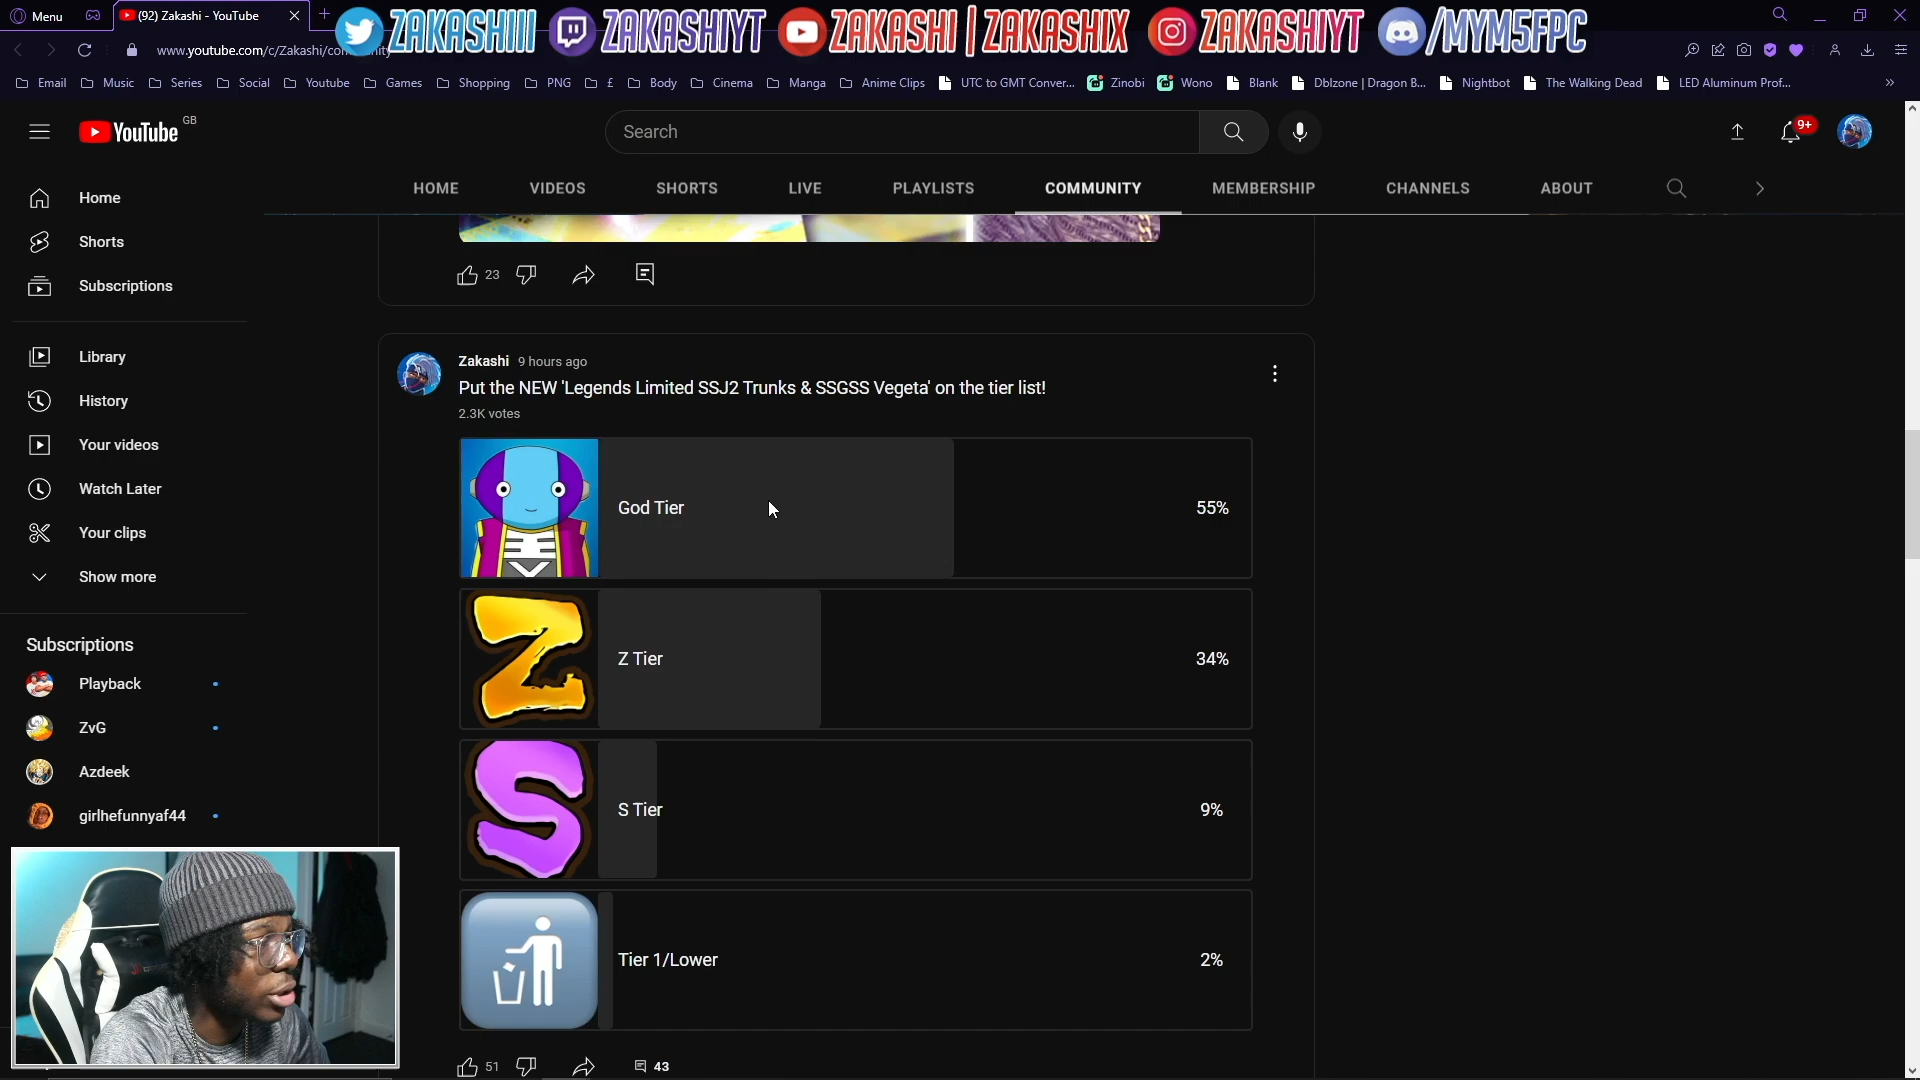 Menu
(92) Zakashi - YouTube
ZAKASHIII
ZAKASHIYT
ZAKASHI | ZAKASHIX
ZAKASHIYT
/MYM5FPC
www.youtube.com/c/Zakashi/
Email
Music
Series
Social
Youtube
Games
Shopping
PNG
£
Body
Cinema
Manga
Anime Clips
UTC to GMT Conver...
Zinobi
Wono
Blank
Dblzone | Dragon B...
Nightbot
The Walking Dead
LED Aluminum Prof...
YouTube GB
Search
9+
HOME
VIDEOS
SHORTS
LIVE
PLAYLISTS
COMMUNITY
MEMBERSHIP
CHANNELS
ABOUT
Home
Shorts
Subscriptions
Library
History
Your videos
Watch Later
Your clips
Show more
Subscriptions
Playback
ZvG
Azdeek
girlhefunnyaf44
23
Zakashi 9 hours ago
Put the NEW 'Legends Limited SSJ2 Trunks & SSGSS Vegeta' on the tier list!
2.3K votes
God Tier 55%
Z
Z Tier 34%
S
S Tier 9%
Tier 1/Lower 2%
51
43